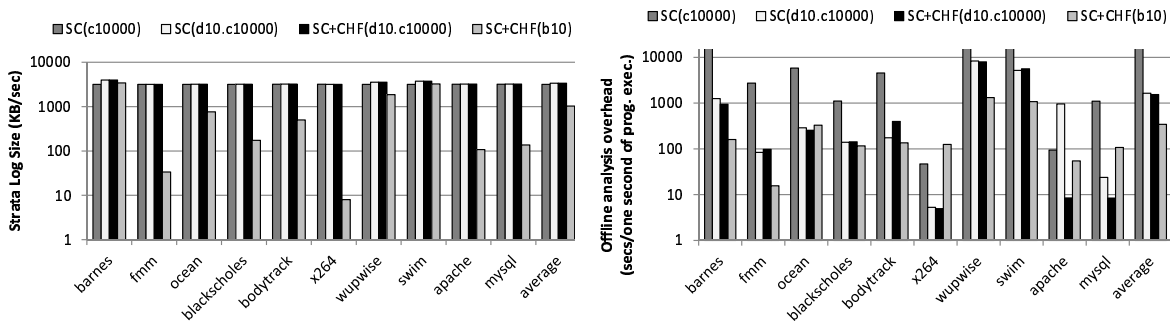 SC(c10000) SC(d10.c10000) SC+CHF(d10.c10000) SC+CHF(b10)
Strata Log Size (KB/sec)
10000
1000
100
10
1
barnes fmm ocean blackscholes bodytrack x264 wupwise swim apache mysql average
SC(c10000) SC(d10.c10000) SC+CHF(d10.c10000) SC+CHF(b10)
Offline analysis overhead
(secs/one second of prog. exec.)
10000
1000
100
10
1
barnes fmm ocean blackscholes bodytrack x264 wupwise swim apache mysql average